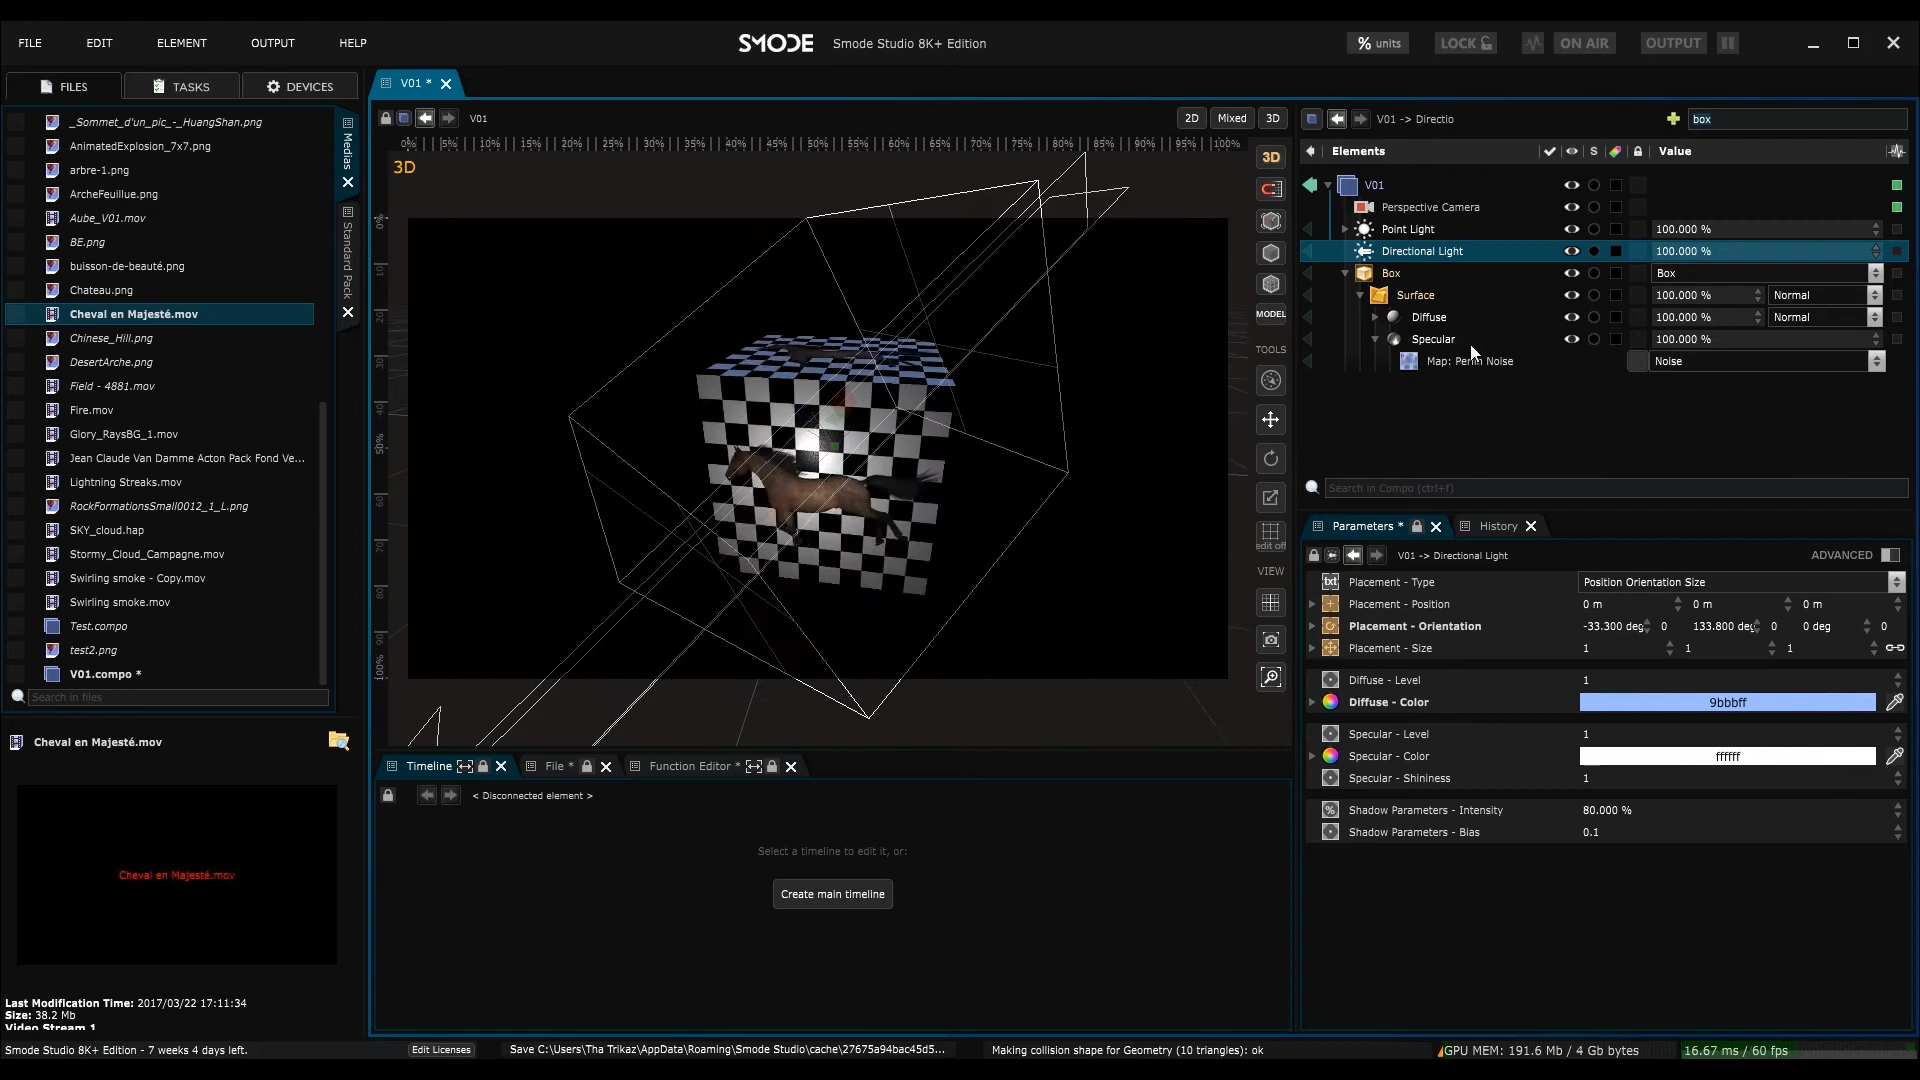 FILE EDIT ELEMENT OUTPUT HELP
SMODE Smode Studio 8K+ Edition
% units LOCK ON AIR OUTPUT
FILES TASKS DEVICES
_Sommet_d'un_pic_-_HuangShan.png
AnimatedExplosion_7x7.png
arbre-1.png
ArcheFeuillue.png
Aube_V01.mov
BE.png
buisson-de-beauté.png
Chateau.png
Cheval en Majesté.mov
Chinese_Hill.png
DesertArche.png
Field - 4881.mov
Fire.mov
Glory_RaysBG_1.mov
Jean Claude Van Damme Acton Pack Fond Ve...
Lightning Streaks.mov
RockFormationsSmall0012_1_L.png
SKY_cloud.hap
Stormy_Cloud_Campagne.mov
Swirling smoke - Copy.mov
Swirling smoke.mov
Test.compo
test2.png
V01.compo *
Search in files
Medias
Standard Pack
Cheval en Majesté.mov
Cheval en Majesté.mov
Last Modification Time: 2017/03/22 17:11:34
Size: 38.2 Mb
Video Stream 1
V01 *
V01
2D Mixed 3D
0% 5% 10% 15% 20% 25% 30% 35% 40% 45% 50% 55% 60% 65% 70% 75% 80% 85% 90% 95% 100%
3D
0%
10
20
30
40
50%
60
70
80
90
100%
3D
MODEL
TOOLS
edit off
VIEW
Timeline File * Function Editor *
< Disconnected element >
Select a timeline to edit it, or:
Create main timeline
V01 -> Directio box
Elements S Value
V01
Perspective Camera
Point Light 100.000 %
Directional Light 100.000 %
Box Box
Surface 100.000 % Normal
Diffuse 100.000 % Normal
Specular 100.000 %
Map: Perlin Noise Noise
Search in Compo (ctrl+f)
Parameters * History
V01 -> Directional Light ADVANCED
txt Placement - Type Position Orientation Size
Placement - Position 0 m 0 m 0 m
Placement - Orientation -33.300 deg 0 133.800 deg 0 0 deg 0
Placement - Size 1 1 1
Diffuse - Level 1
Diffuse - Color 9bbbff
Specular - Level 1
Specular - Color ffffff
Specular - Shininess 1
% Shadow Parameters - Intensity 80.000 %
Shadow Parameters - Bias 0.1
Smode Studio 8K+ Edition - 7 weeks 4 days left. Edit Licenses Save C:\Users\Tha Trikaz\AppData\Roaming\Smode Studio\cache\27675a94bac45d5... Making collision shape for Geometry (10 triangles): ok GPU MEM: 191.6 Mb / 4 Gb bytes 16.67 ms / 60 fps